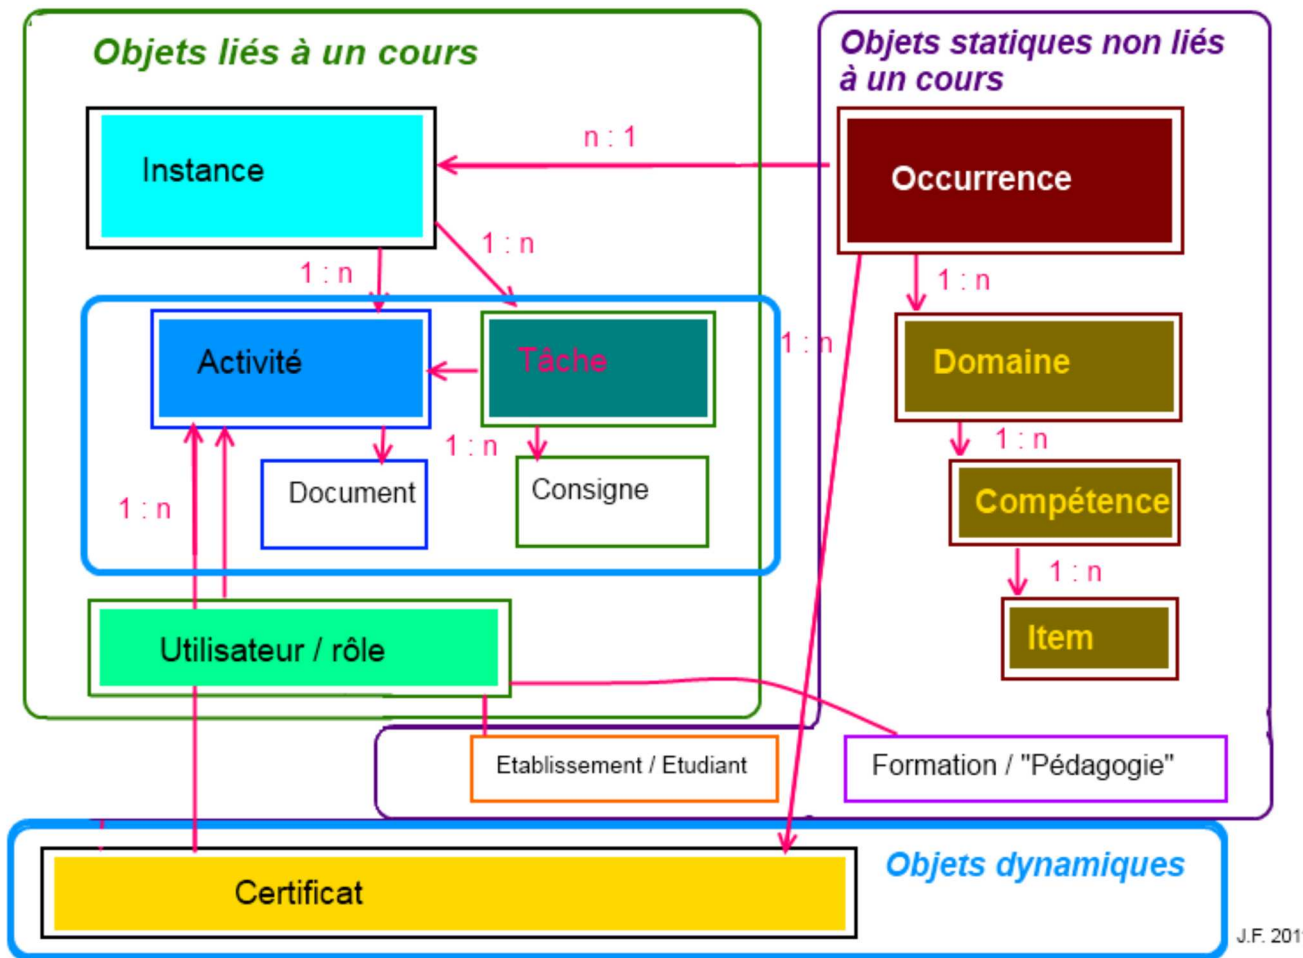 Objets liés à un cours
Objets statiques non liés
à un cours
n : 1
Instance
Occurrence
1 : n
1 : n
1 : n
Activité
Tâche
1 : n
Domaine
1 : n
1 : n
Document
Consigne
Compétence
1 : n
1 : n
Item
Utilisateur / rôle
Etablissement / Etudiant
Formation / "Pédagogie"
Objets dynamiques
Certificat